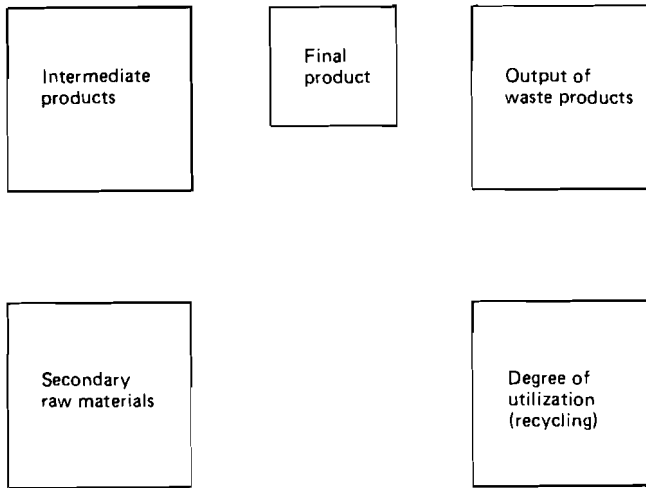 Intermediate
products
Final
product
Output of
waste products
Secondary
raw materials
Degree of
utilization
(recycling)